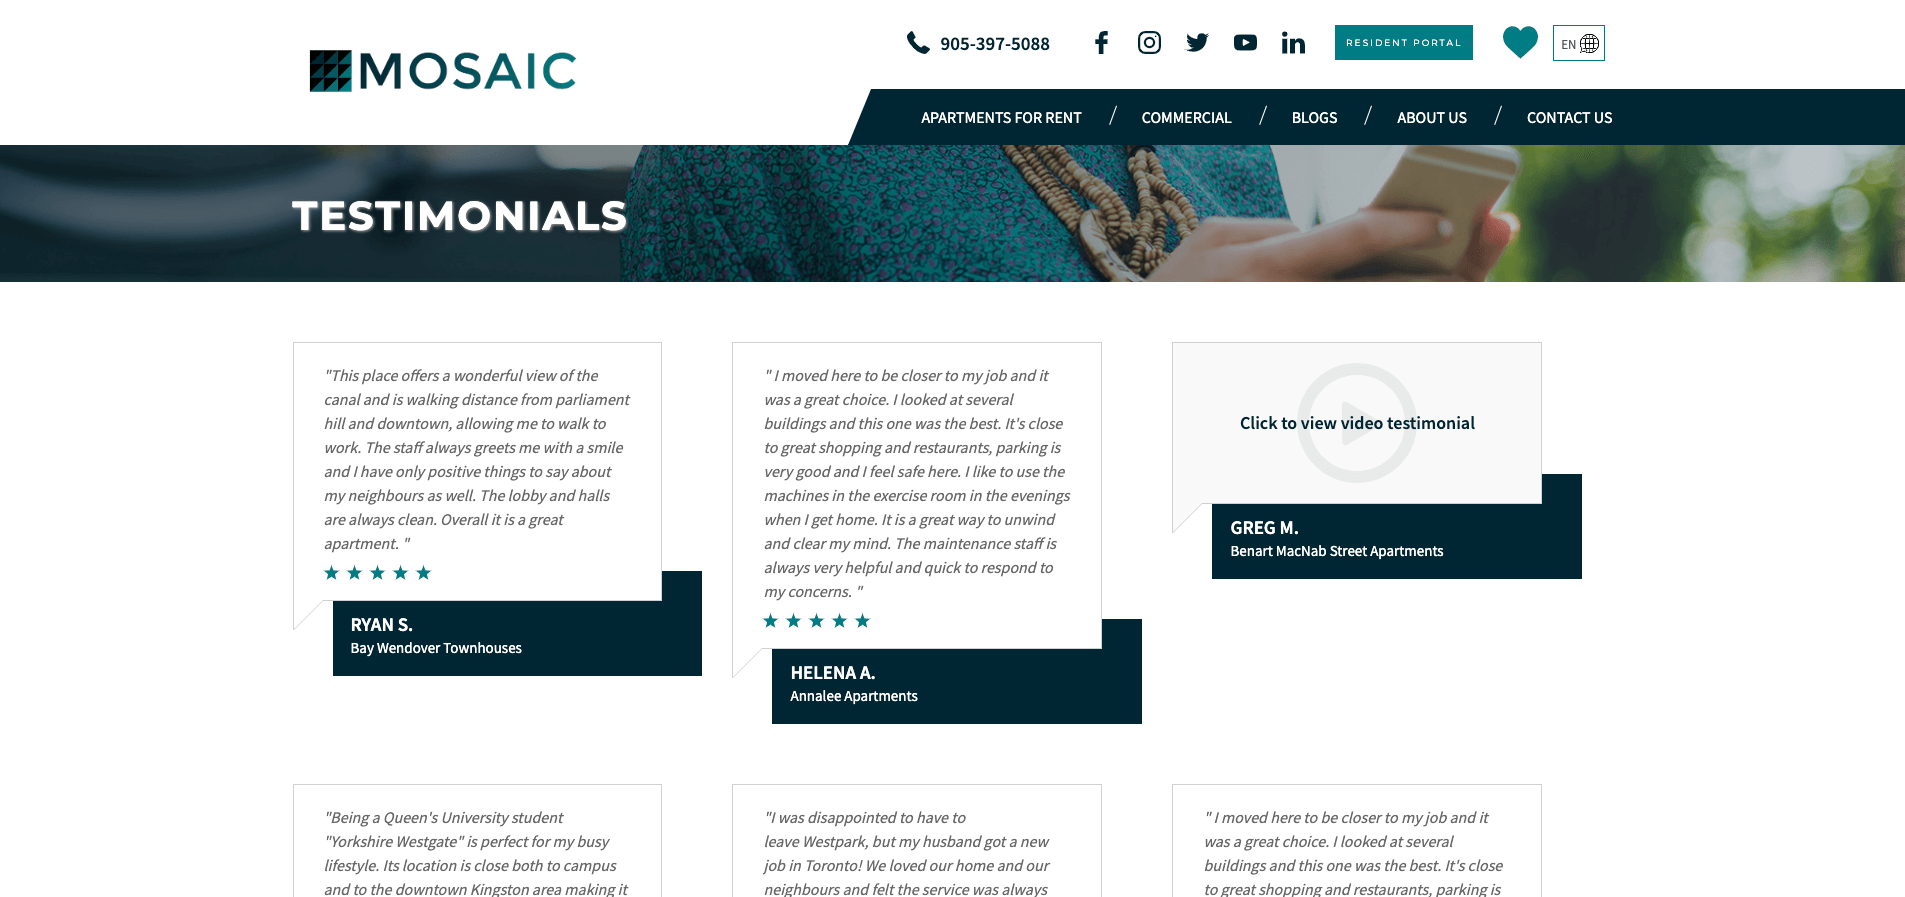 905-397-5088
RESIDENT PORTAL
EN
MOSAIC
APARTMENTS FOR RENT / COMMERCIAL / BLOGS / ABOUT US / CONTACT US
TESTIMONIALS
"This place offers a wonderful view of the
canal and is walking distance from parliament
hill and downtown, allowing me to walk to
work. The staff always greets me with a smile
and I have only positive things to say about
my neighbours as well. The lobby and halls
are always clean. Overall it is a great
apartment. "
RYAN S.
Bay Wendover Townhouses
" I moved here to be closer to my job and it
was a great choice. I looked at several
buildings and this one was the best. It's close
to great shopping and restaurants, parking is
very good and I feel safe here. I like to use the
machines in the exercise room in the evenings
when I get home. It is a great way to unwind
and clear my mind. The maintenance staff is
always very helpful and quick to respond to
my concerns. "
HELENA A.
Annalee Apartments
Click to view video testimonial
GREG M.
Benart MacNab Street Apartments
"Being a Queen's University student
"Yorkshire Westgate" is perfect for my busy
lifestyle. Its location is close both to campus
and to the downtown Kingston area making it
"I was disappointed to have to
leave Westpark, but my husband got a new
job in Toronto! We loved our home and our
neighbours and felt the service was always
" I moved here to be closer to my job and it
was a great choice. I looked at several
buildings and this one was the best. It's close
to great shopping and restaurants, parking is